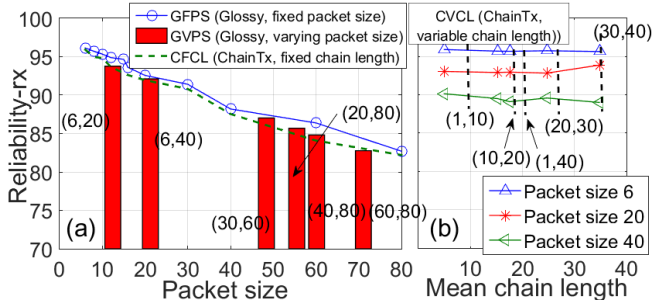 GFPS (Glossy, fixed packet size)
GVPS (Glossy, varying packet size)
CFCL (ChainTx, fixed chain length)
CVCL (ChainTx,
variable chain length))
(30,40)
Reliability-rx
100
95
90
85
80
75
70
(6,20)
(6,40)
(20,80)
(30,60)
(40,80)
(60,80)
(a)
0 10 20 30 40 50 60 70 80
Packet size
(1,10)
(10,20)
(1,40)
(20,30)
(b)
Packet size 6
Packet size 20
Packet size 40
0 10 20 30 40
Mean chain length